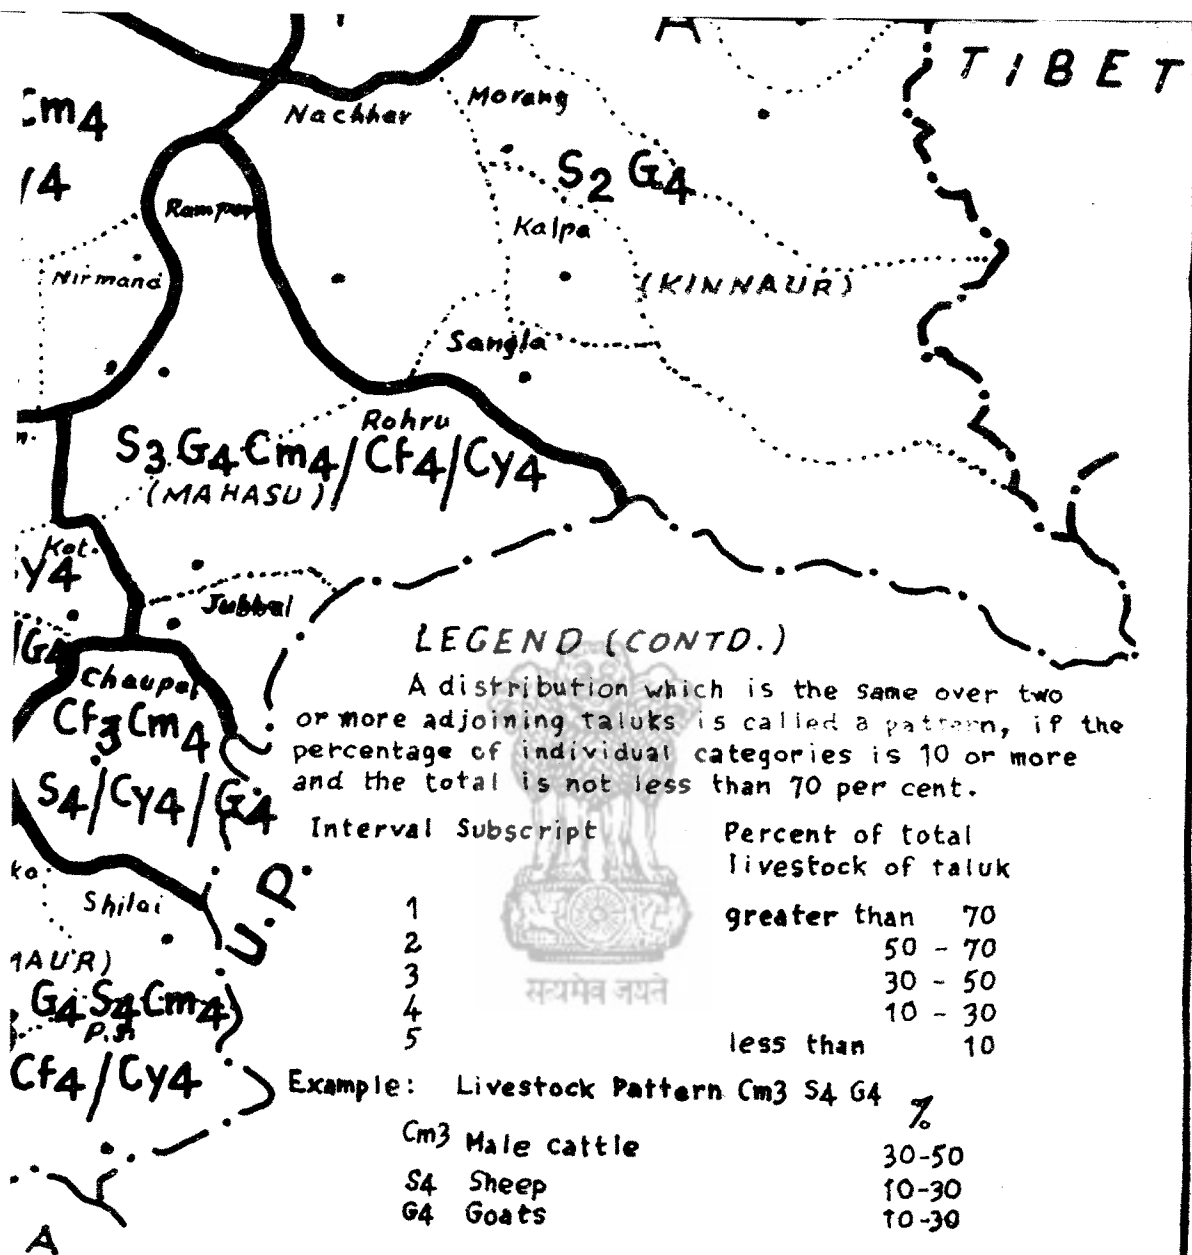 A
TIBET
Cm4
Nachhar
Morang
S2 G4
Rampur
Kalpa
Nirmand
(KINNAUR)
Sangla
Rohru
S3 G4 Cm4/Cf4/Cy4
(MAHASU)
Kot.
Y4
Jubbal
G4
Chaupal
Cf3 Cm4
S4/Cy4/G4
U.P.
Shilai
G4 S4 Cm4
Cf4/Cy4
A
LEGEND (CONTD.)
A distribution which is the same over two
or more adjoining taluks is called a pattern, if the
percentage of individual categories is 10 or more
and the total is not less than 70 per cent.
Interval Subscript Percent of total
livestock of taluk
1 greater than 70
2 50 - 70
3 30 - 50
4 10 - 30
5 less than 10
Example: Livestock Pattern Cm3 S4 G4
%
Cm3 Male cattle 30-50
S4 Sheep 10-30
G4 Goats 10-30
सत्यमेव जयते